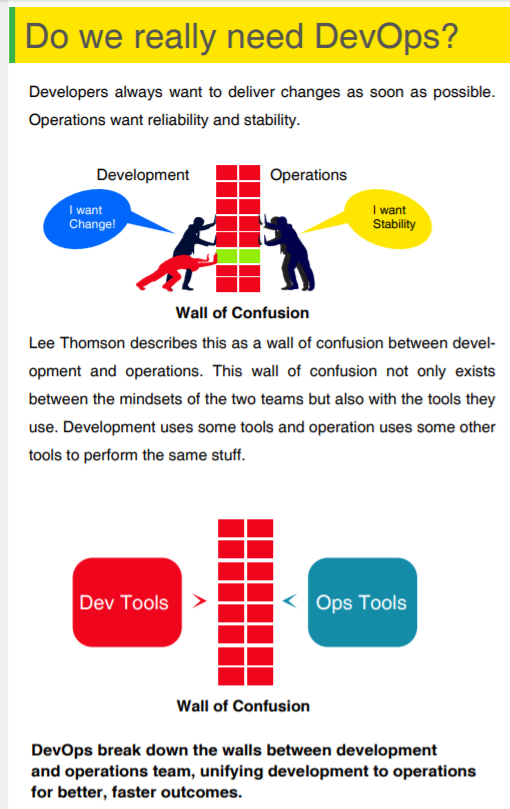 Do we really need DevOps?
Developers always want to deliver changes as soon as possible.
Operations want reliability and stability.
Development
Operations
I want
Change!
I want
Stability
Wall of Confusion
Lee Thomson describes this as a wall of confusion between devel-
opment and operations. This wall of confusion not only exists
between the mindsets of the two teams but also with the tools they
use. Development uses some tools and operation uses some other
tools to perform the same stuff.
Dev Tools
Ops Tools
Wall of Confusion
DevOps break down the walls between development
and operations team, unifying development to operations
for better, faster outcomes.